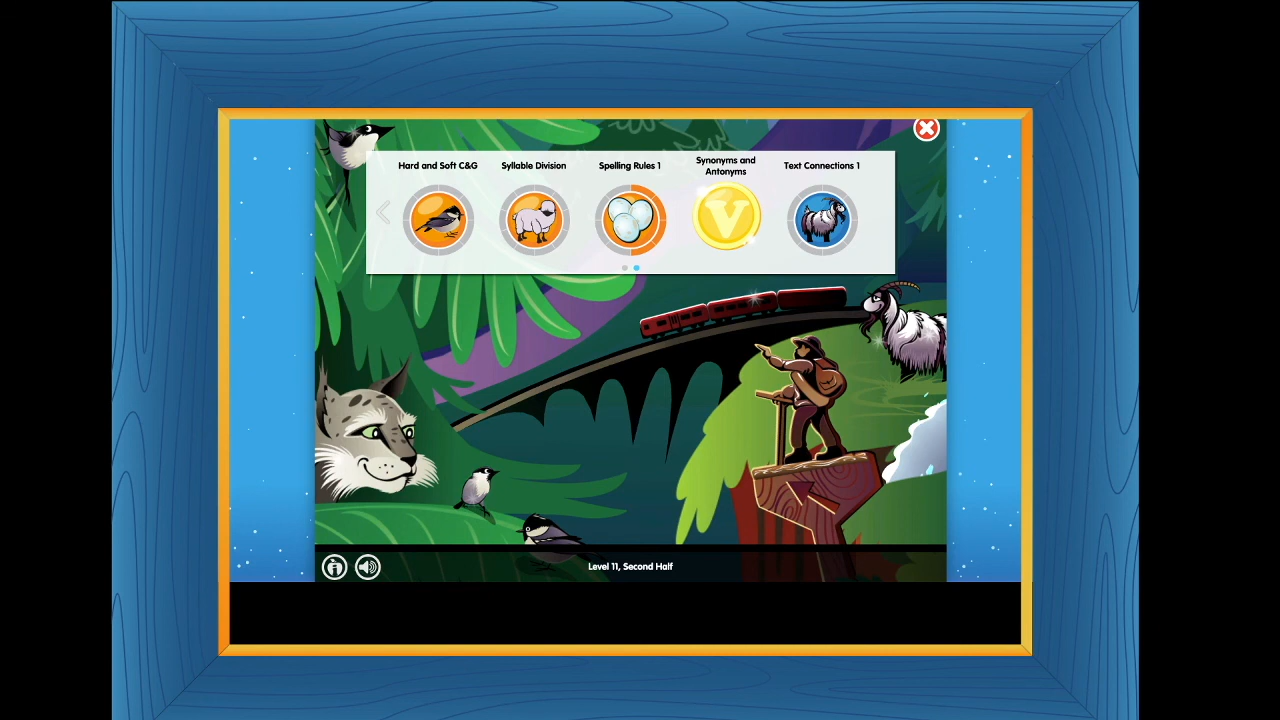 Hard and Soft C&G
Syllable Division
Spelling Rules 1
Synonyms and
Antonyms
Text Connections 1
V
Level 11, Second Half